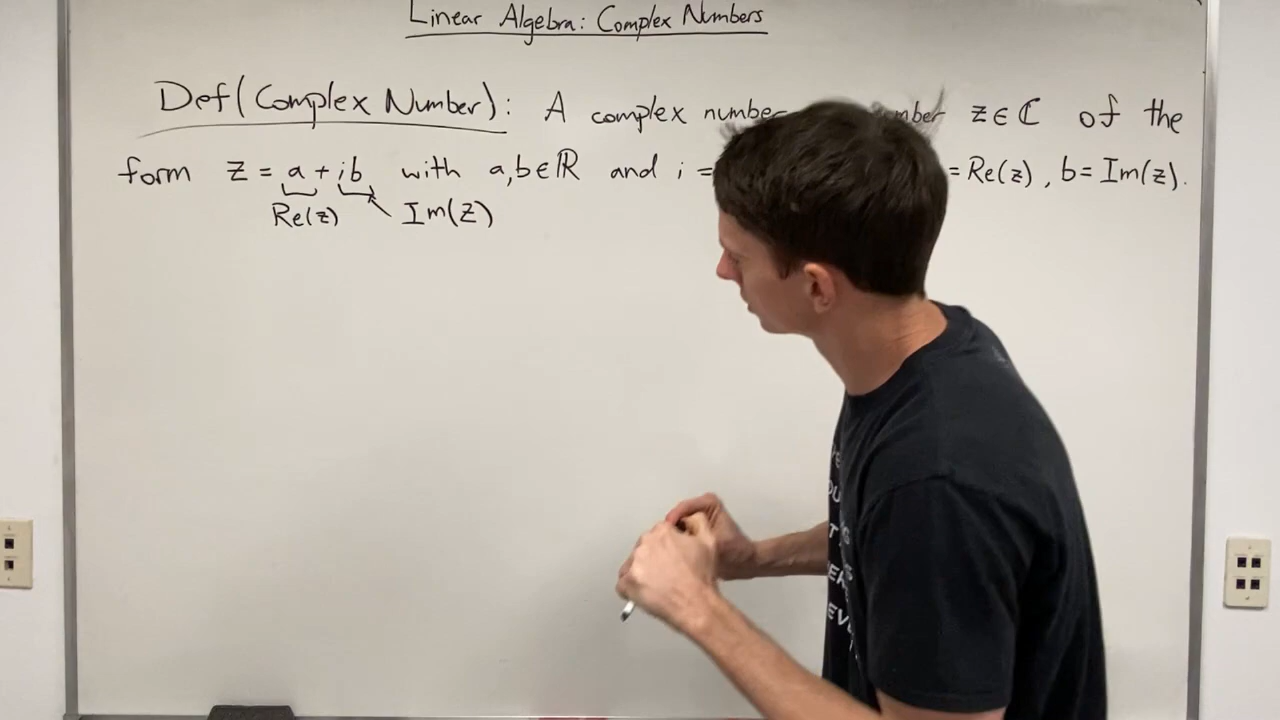 Linear Algebra: Complex Numbers
Def(Complex Number): A complex number z∈ℂ of the
form z = a + ib with a,b∈ℝ and i = = Re(z), b = Im(z).
Re(z) Im(z)